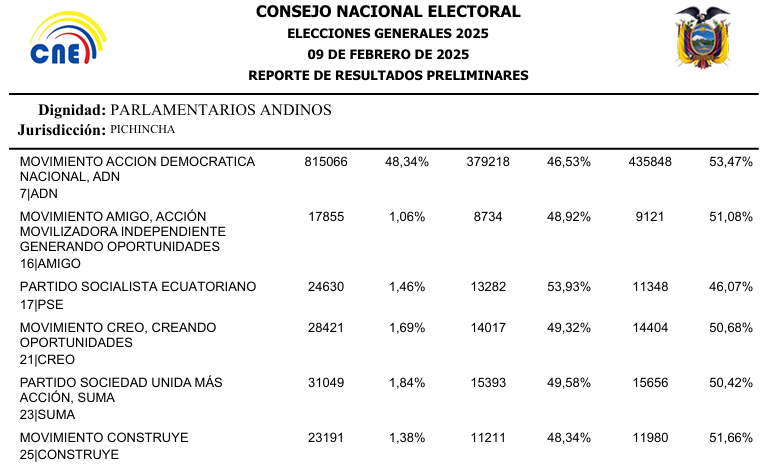 CNE
CONSEJO NACIONAL ELECTORAL
ELECCIONES GENERALES 2025
09 DE FEBRERO DE 2025
REPORTE DE RESULTADOS PRELIMINARES
Dignidad: PARLAMENTARIOS ANDINOS
Jurisdicción: PICHINCHA
MOVIMIENTO ACCION DEMOCRATICA 815066 48,34% 379218 46,53% 435848 53,47%
NACIONAL, ADN
7|ADN
MOVIMIENTO AMIGO, ACCIÓN 17855 1,06% 8734 48,92% 9121 51,08%
MOVILIZADORA INDEPENDIENTE
GENERANDO OPORTUNIDADES
16|AMIGO
PARTIDO SOCIALISTA ECUATORIANO 24630 1,46% 13282 53,93% 11348 46,07%
17|PSE
MOVIMIENTO CREO, CREANDO 28421 1,69% 14017 49,32% 14404 50,68%
OPORTUNIDADES
21|CREO
PARTIDO SOCIEDAD UNIDA MÁS 31049 1,84% 15393 49,58% 15656 50,42%
ACCIÓN, SUMA
23|SUMA
MOVIMIENTO CONSTRUYE 23191 1,38% 11211 48,34% 11980 51,66%
25|CONSTRUYE